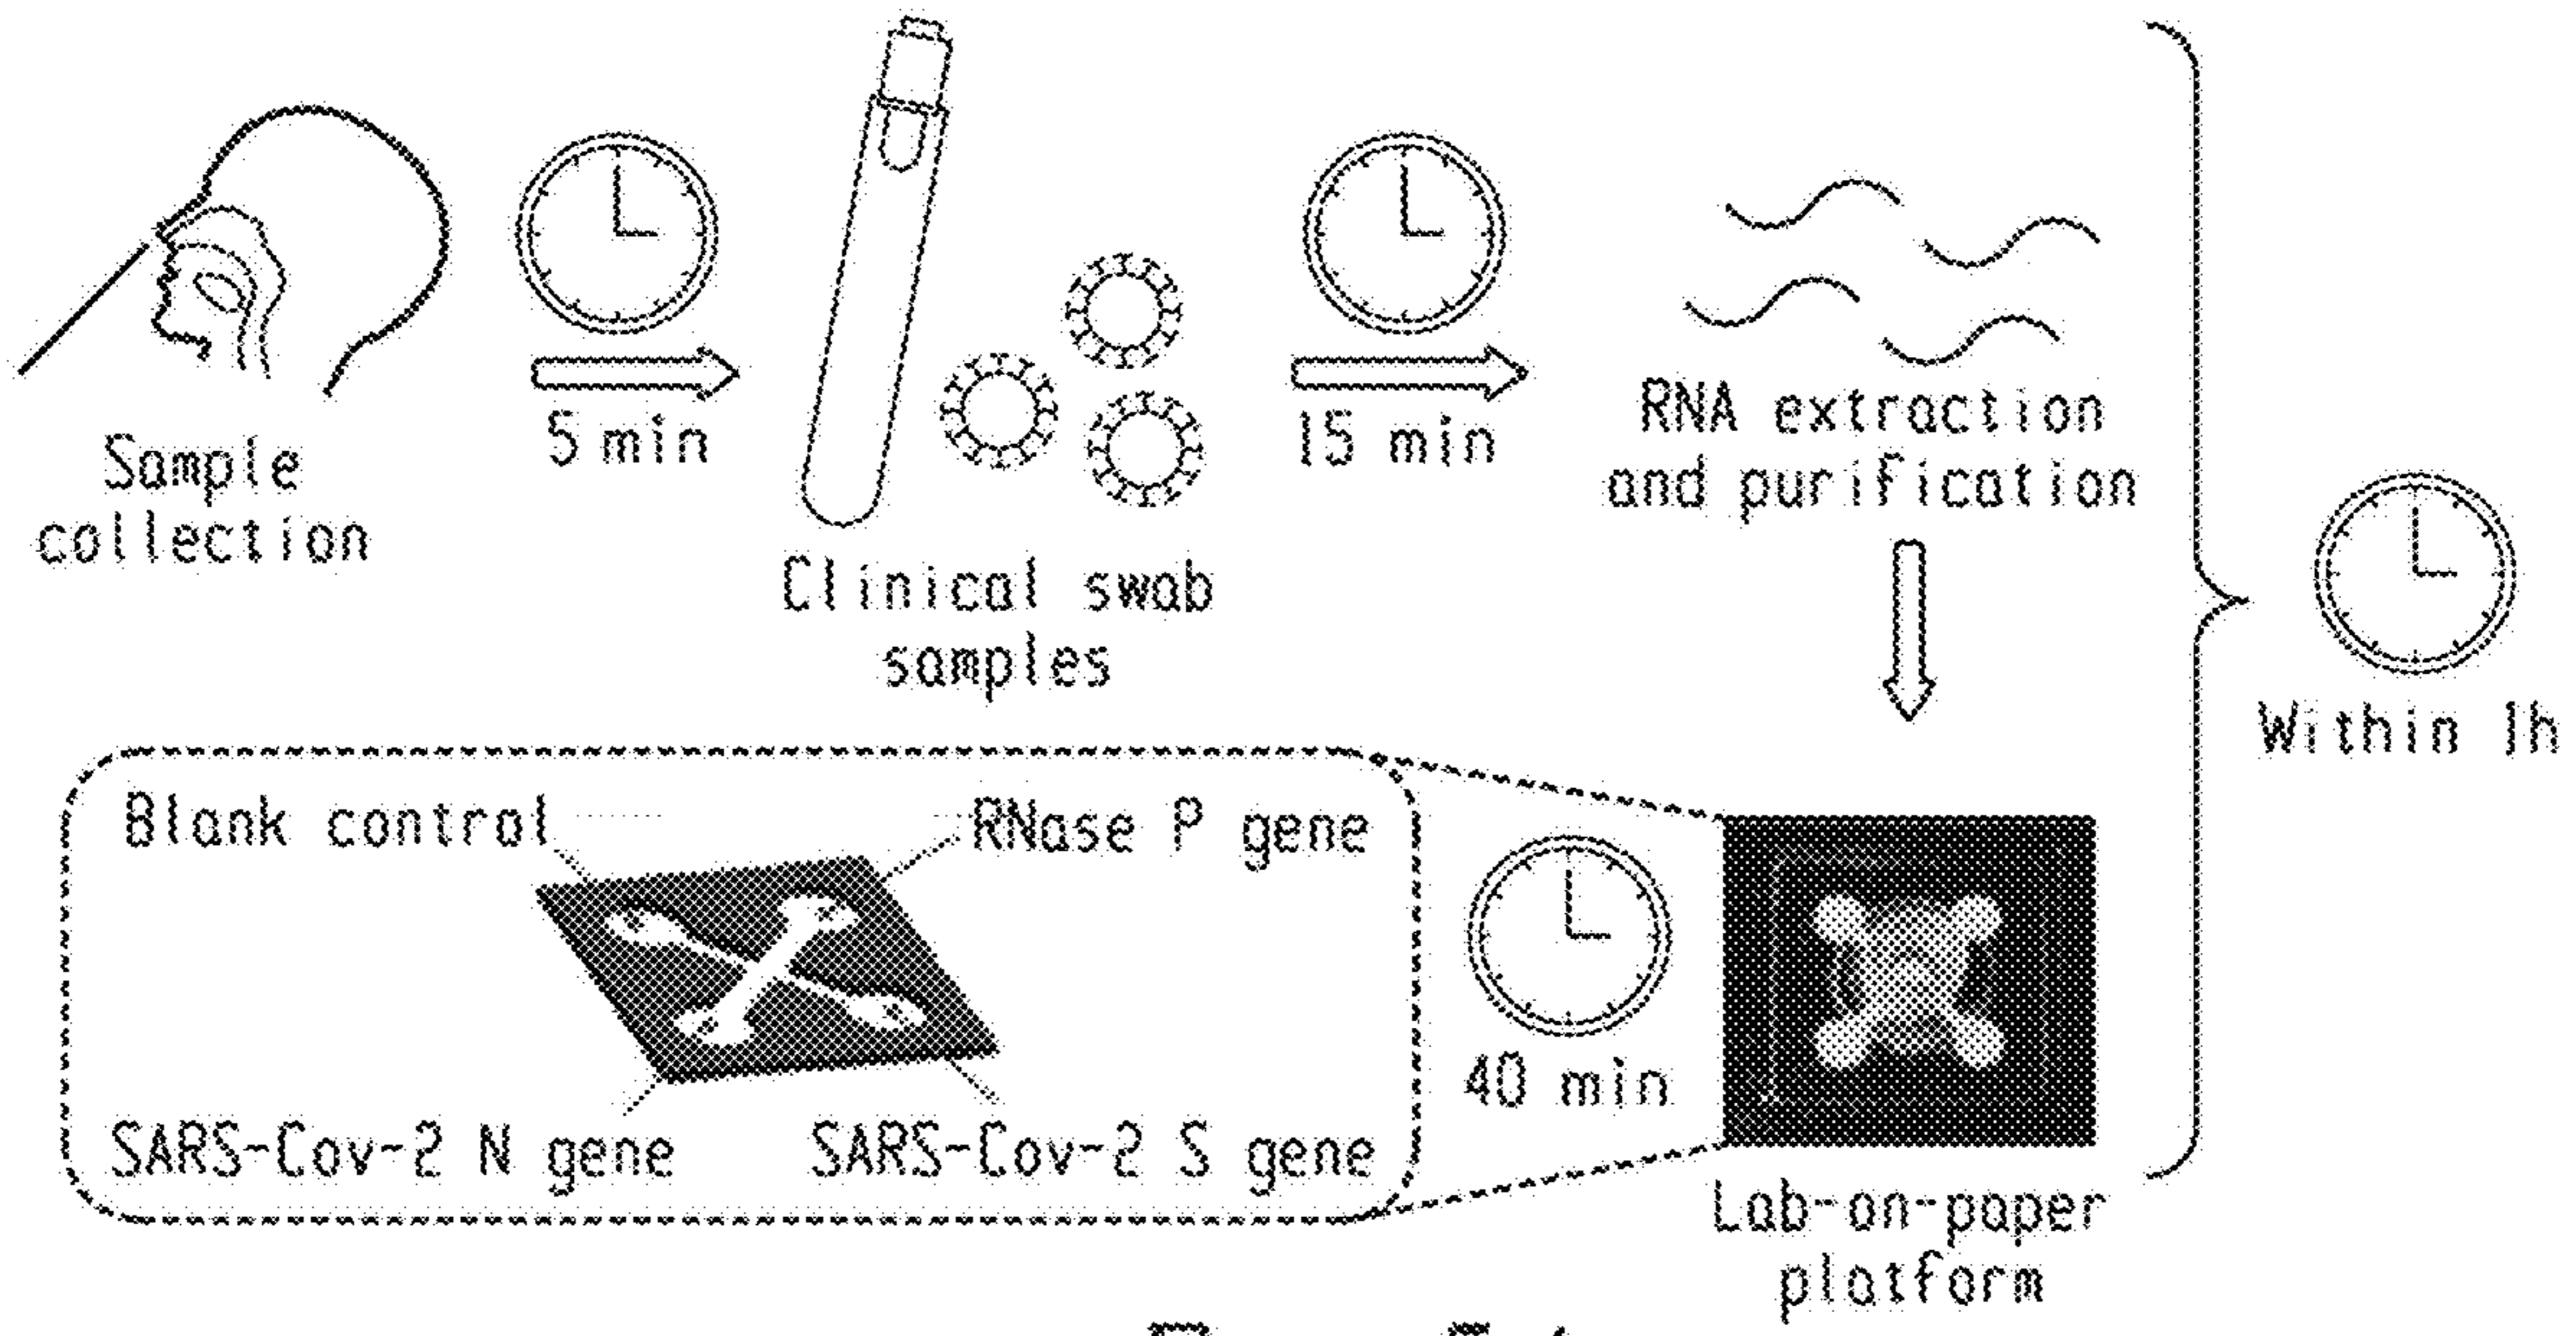 Sample
collection
5 min
Clinical swab
samples
15 min
RNA extraction
and purification
Within 1h
Blank control
RNase P gene
SARS-Cov-2 N gene
SARS-Cov-2 S gene
40 min
Lab-on-paper
platform